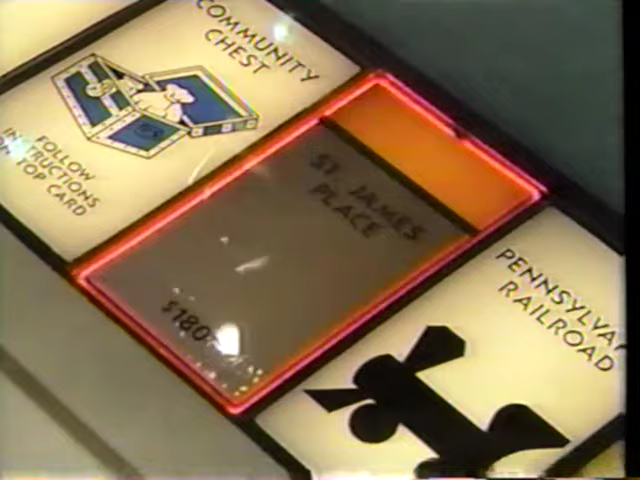 COMMUNITY
CHEST
FOLLOW
INSTRUCTIONS
ON TOP CARD
ST. JAMES
PLACE
$180
PENNSYLVA
RAILROAD